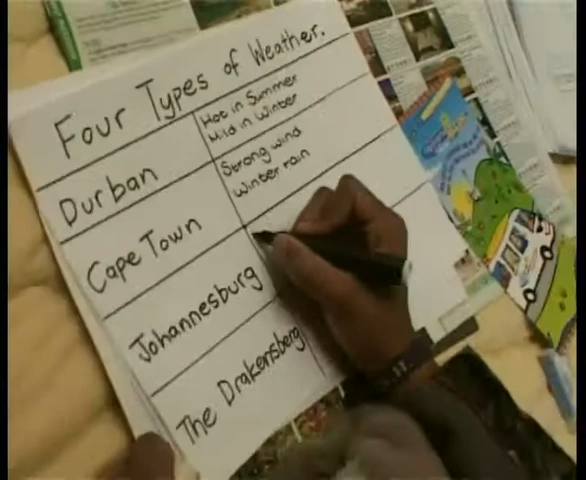 Four Types of Weather.
Durban
Hot in Summer
Mild in Winter
Cape Town
Strong wind
Winter rain
Johannesburg
The Drakensberg